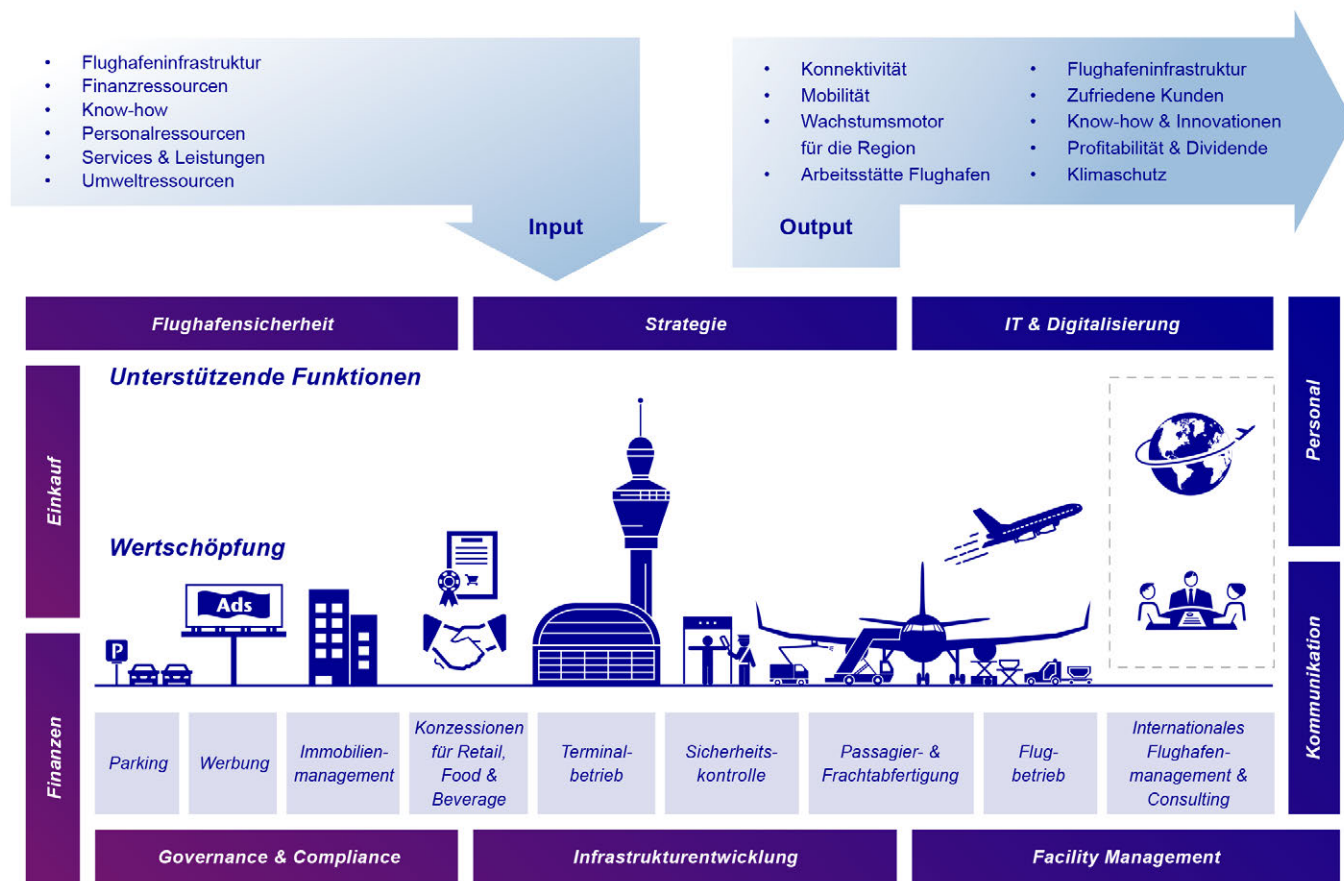 • Flughafeninfrastruktur
• Finanzressourcen
• Know-how
• Personalressourcen
• Services & Leistungen
• Umweltressourcen
Input
• Konnektivität
• Mobilität
• Wachstumsmotor
für die Region
• Arbeitsstätte Flughafen
• Flughafeninfrastruktur
• Zufriedene Kunden
• Know-how & Innovationen
• Profitabilität & Dividende
• Klimaschutz
Output
Flughafensicherheit
Strategie
IT & Digitalisierung
Personal
Einkauf
Unterstützende Funktionen
Wertschöpfung
P
Ads
Finanzen
Kommunikation
Parking
Werbung
Immobilien-
management
Konzessionen
für Retail,
Food &
Beverage
Terminal-
betrieb
Sicherheits-
kontrolle
Passagier- &
Frachtabfertigung
Flug-
betrieb
Internationales
Flughafen-
management &
Consulting
Governance & Compliance
Infrastrukturentwicklung
Facility Management